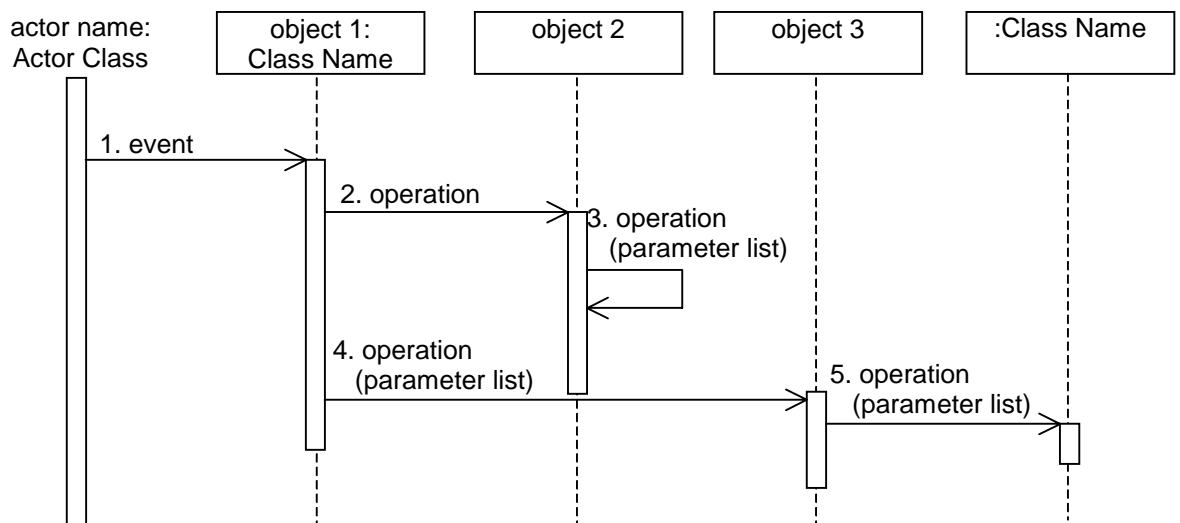 actor name:
Actor Class
object 1:
Class Name
object 2
object 3
:Class Name
1. event
2. operation
3. operation
(parameter list)
4. operation
(parameter list)
5. operation
(parameter list)